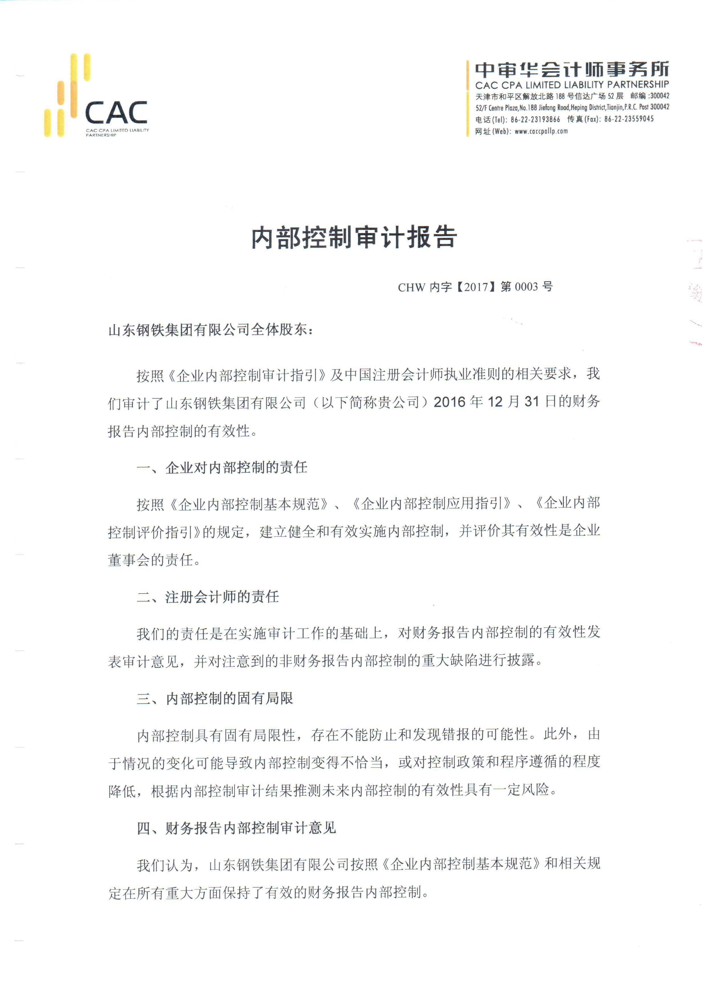 CAC
CAC CPA LIMITED LIABILITY
PARTNERSHIP
中审华会计师事务所
CAC CPA LIMITED LIABILITY PARTNERSHIP
天津市和平区解放北路 188 号信达广场 52 层 邮编:300042
52/F Centre Plaza,No.188 Jiefang Road,Heping District,Tianjin,P.R.C. Post 300042
电话(Tel): 86-22-23193866 传真(Fax): 86-22-23559045
网址(Web): www.caccpallp.com
内部控制审计报告
CHW 内字【2017】第 0003 号
山东钢铁集团有限公司全体股东：
按照《企业内部控制审计指引》及中国注册会计师执业准则的相关要求，我
们审计了山东钢铁集团有限公司（以下简称贵公司）2016 年 12 月 31 日的财务
报告内部控制的有效性。
一、企业对内部控制的责任
按照《企业内部控制基本规范》、《企业内部控制应用指引》、《企业内部
控制评价指引》的规定，建立健全和有效实施内部控制，并评价其有效性是企业
董事会的责任。
二、注册会计师的责任
我们的责任是在实施审计工作的基础上，对财务报告内部控制的有效性发
表审计意见，并对注意到的非财务报告内部控制的重大缺陷进行披露。
三、内部控制的固有局限
内部控制具有固有局限性，存在不能防止和发现错报的可能性。此外，由
于情况的变化可能导致内部控制变得不恰当，或对控制政策和程序遵循的程度
降低，根据内部控制审计结果推测未来内部控制的有效性具有一定风险。
四、财务报告内部控制审计意见
我们认为，山东钢铁集团有限公司按照《企业内部控制基本规范》和相关规
定在所有重大方面保持了有效的财务报告内部控制。